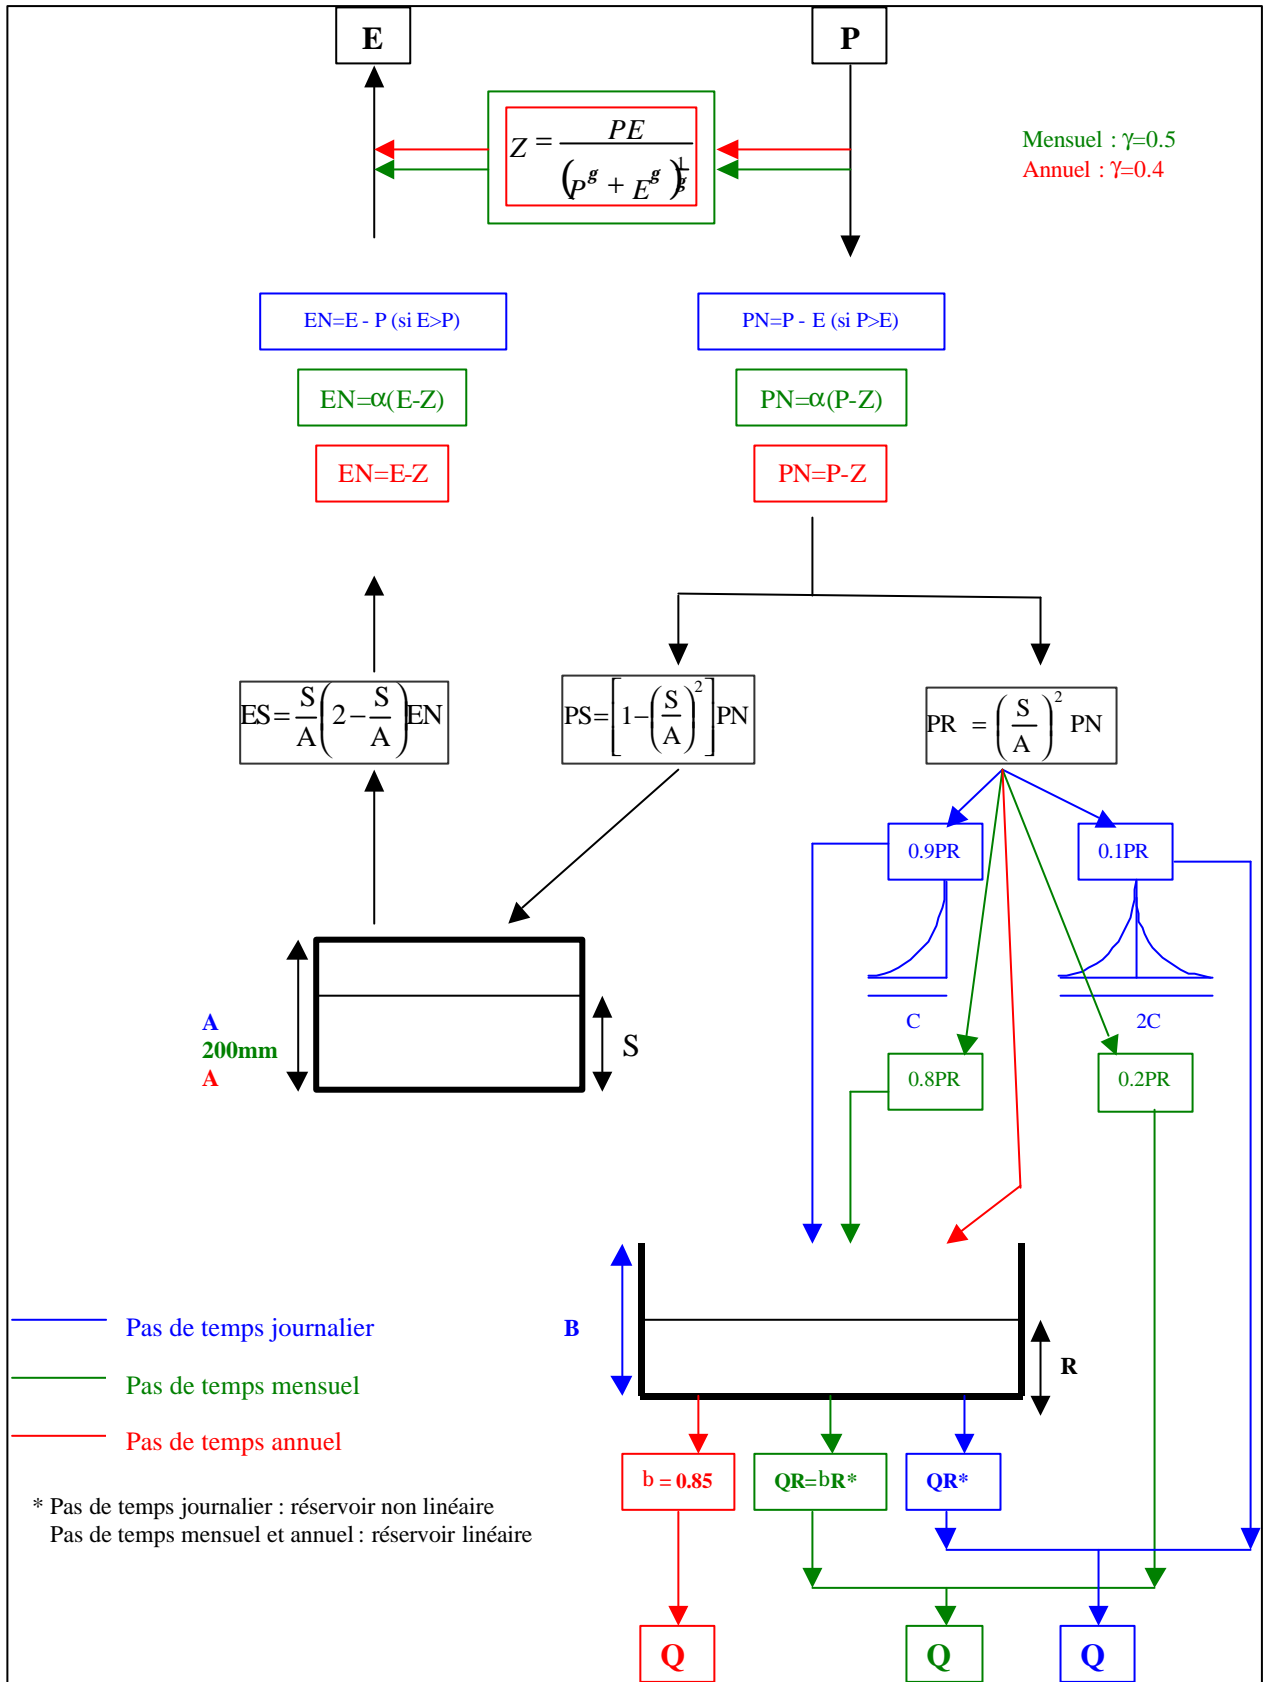 E
P
Z = PE / (P^g + E^g)^(1/g)
Mensuel : γ=0.5
Annuel : γ=0.4
EN=E - P (si E>P)
PN=P - E (si P>E)
EN=α(E-Z)
PN=α(P-Z)
EN=E-Z
PN=P-Z
ES = S/A (2 - S/A) EN
PS = [1 - (S/A)^2] PN
PR = (S/A)^2 PN
0.9PR
0.1PR
C
2C
A
200mm
A
S
0.8PR
0.2PR
B
R
Pas de temps journalier
Pas de temps mensuel
Pas de temps annuel
b = 0.85
QR=bR*
QR*
* Pas de temps journalier : réservoir non linéaire
Pas de temps mensuel et annuel : réservoir linéaire
Q
Q
Q